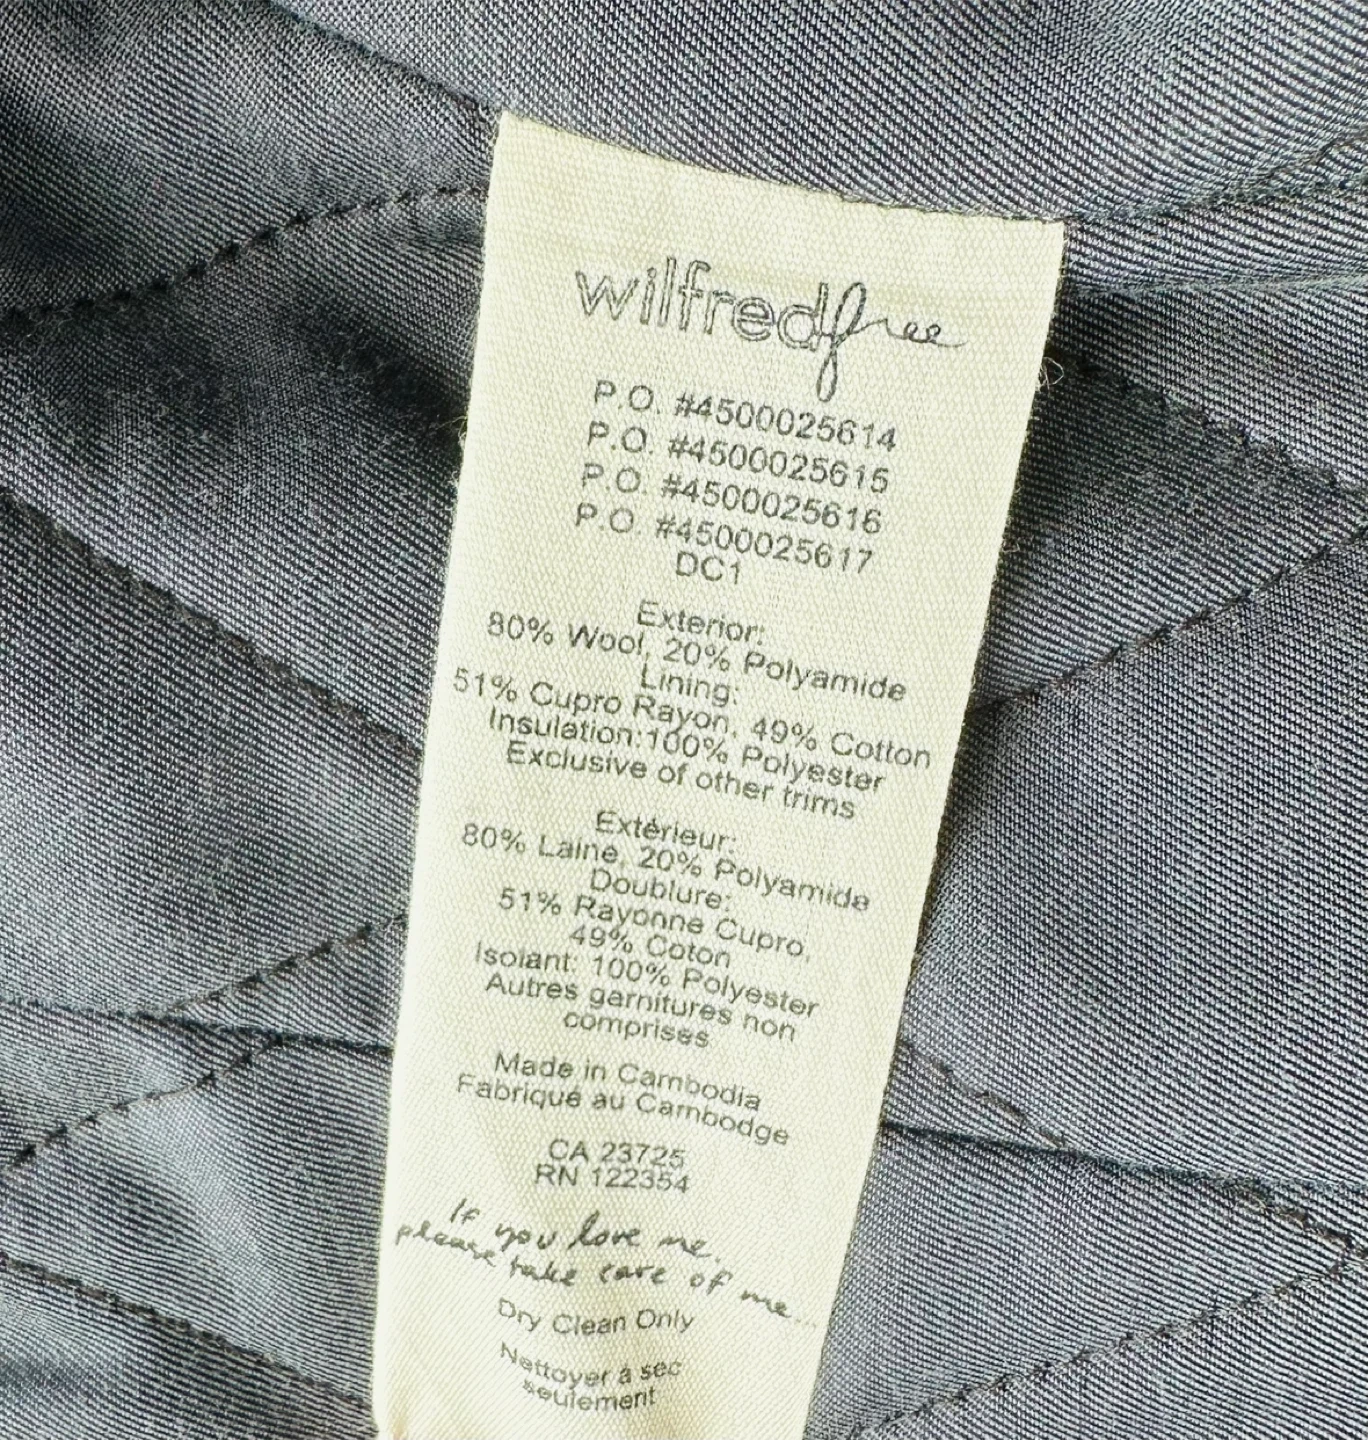 wilfredfree
P.O. #4500025614
P.O. #4500025615
P.O. #4500025616
P.O. #4500025617
DC1
Exterior:
80% Wool, 20% Polyamide
Lining:
51% Cupro Rayon, 49% Cotton
Insulation:100% Polyester
Exclusive of other trims
Extérieur:
80% Laine, 20% Polyamide
Doublure:
51% Rayonne Cupro,
49% Coton
Isolant: 100% Polyester
Autres garnitures non
comprises
Made in Cambodia
Fabriqué au Cambodge
CA 23725
RN 122354
If you love me,
please take care of me...
Dry Clean Only
Nettoyer à sec
seulement